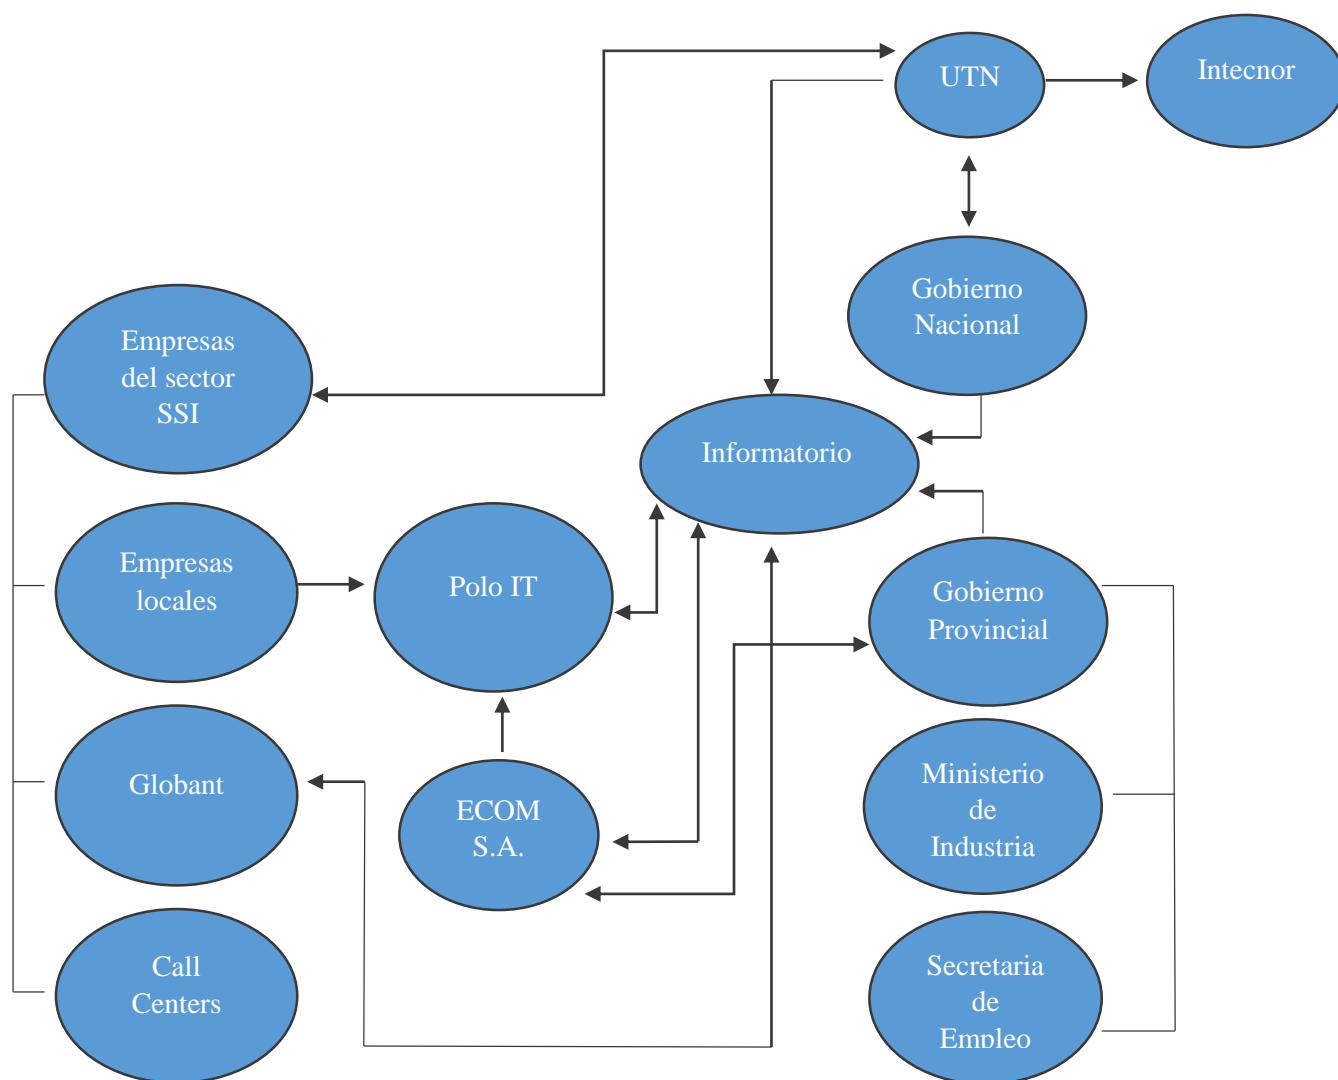 UTN
Intecnor
Gobierno
Nacional
Empresas
del sector
SSI
Informatorio
Empresas
locales
Polo IT
Gobierno
Provincial
Globant
ECOM
S.A.
Ministerio
de
Industria
Call
Centers
Secretaria
de
Empleo